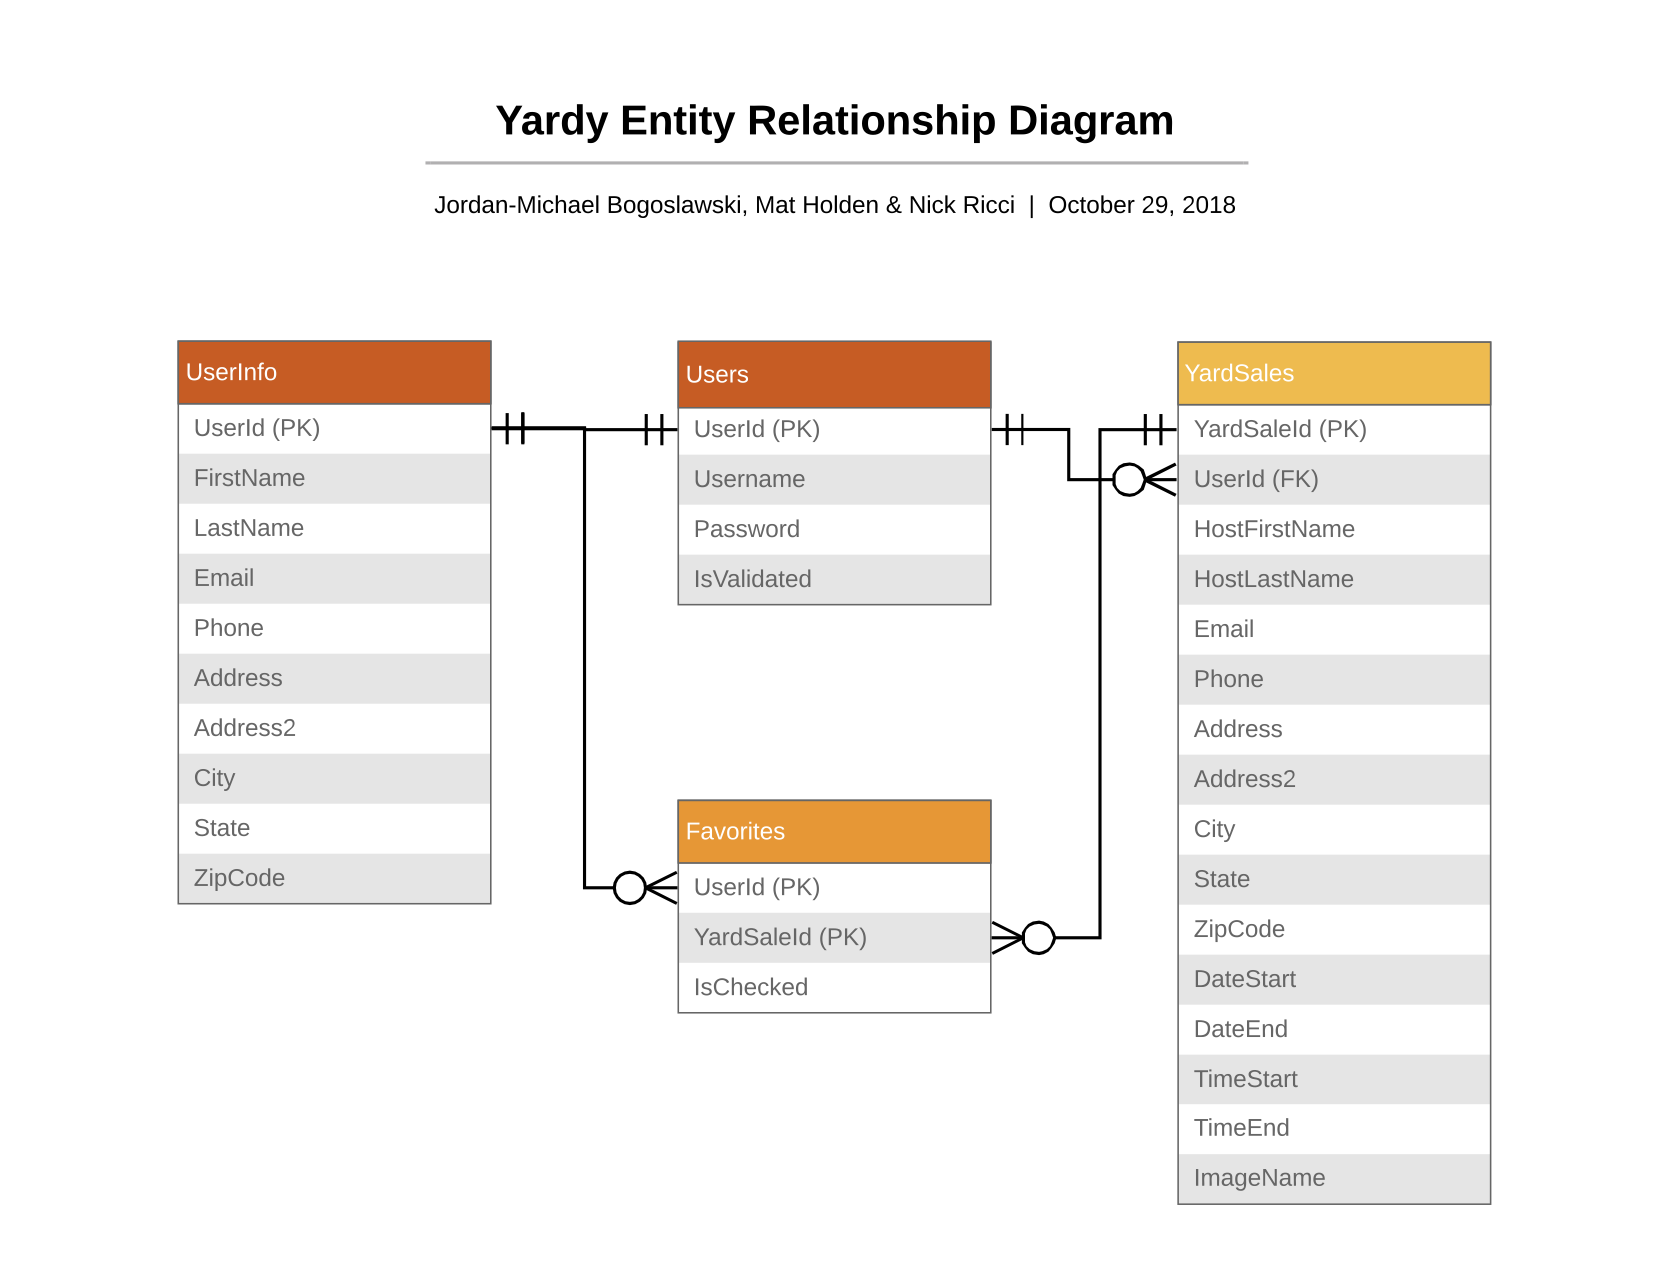 Yardy Entity Relationship Diagram
Jordan-Michael Bogoslawski, Mat Holden & Nick Ricci | October 29, 2018
UserInfo
UserId (PK)
FirstName
LastName
Email
Phone
Address
Address2
City
State
ZipCode
Users
UserId (PK)
Username
Password
IsValidated
Favorites
UserId (PK)
YardSaleId (PK)
IsChecked
YardSales
YardSaleId (PK)
UserId (FK)
HostFirstName
HostLastName
Email
Phone
Address
Address2
City
State
ZipCode
DateStart
DateEnd
TimeStart
TimeEnd
ImageName